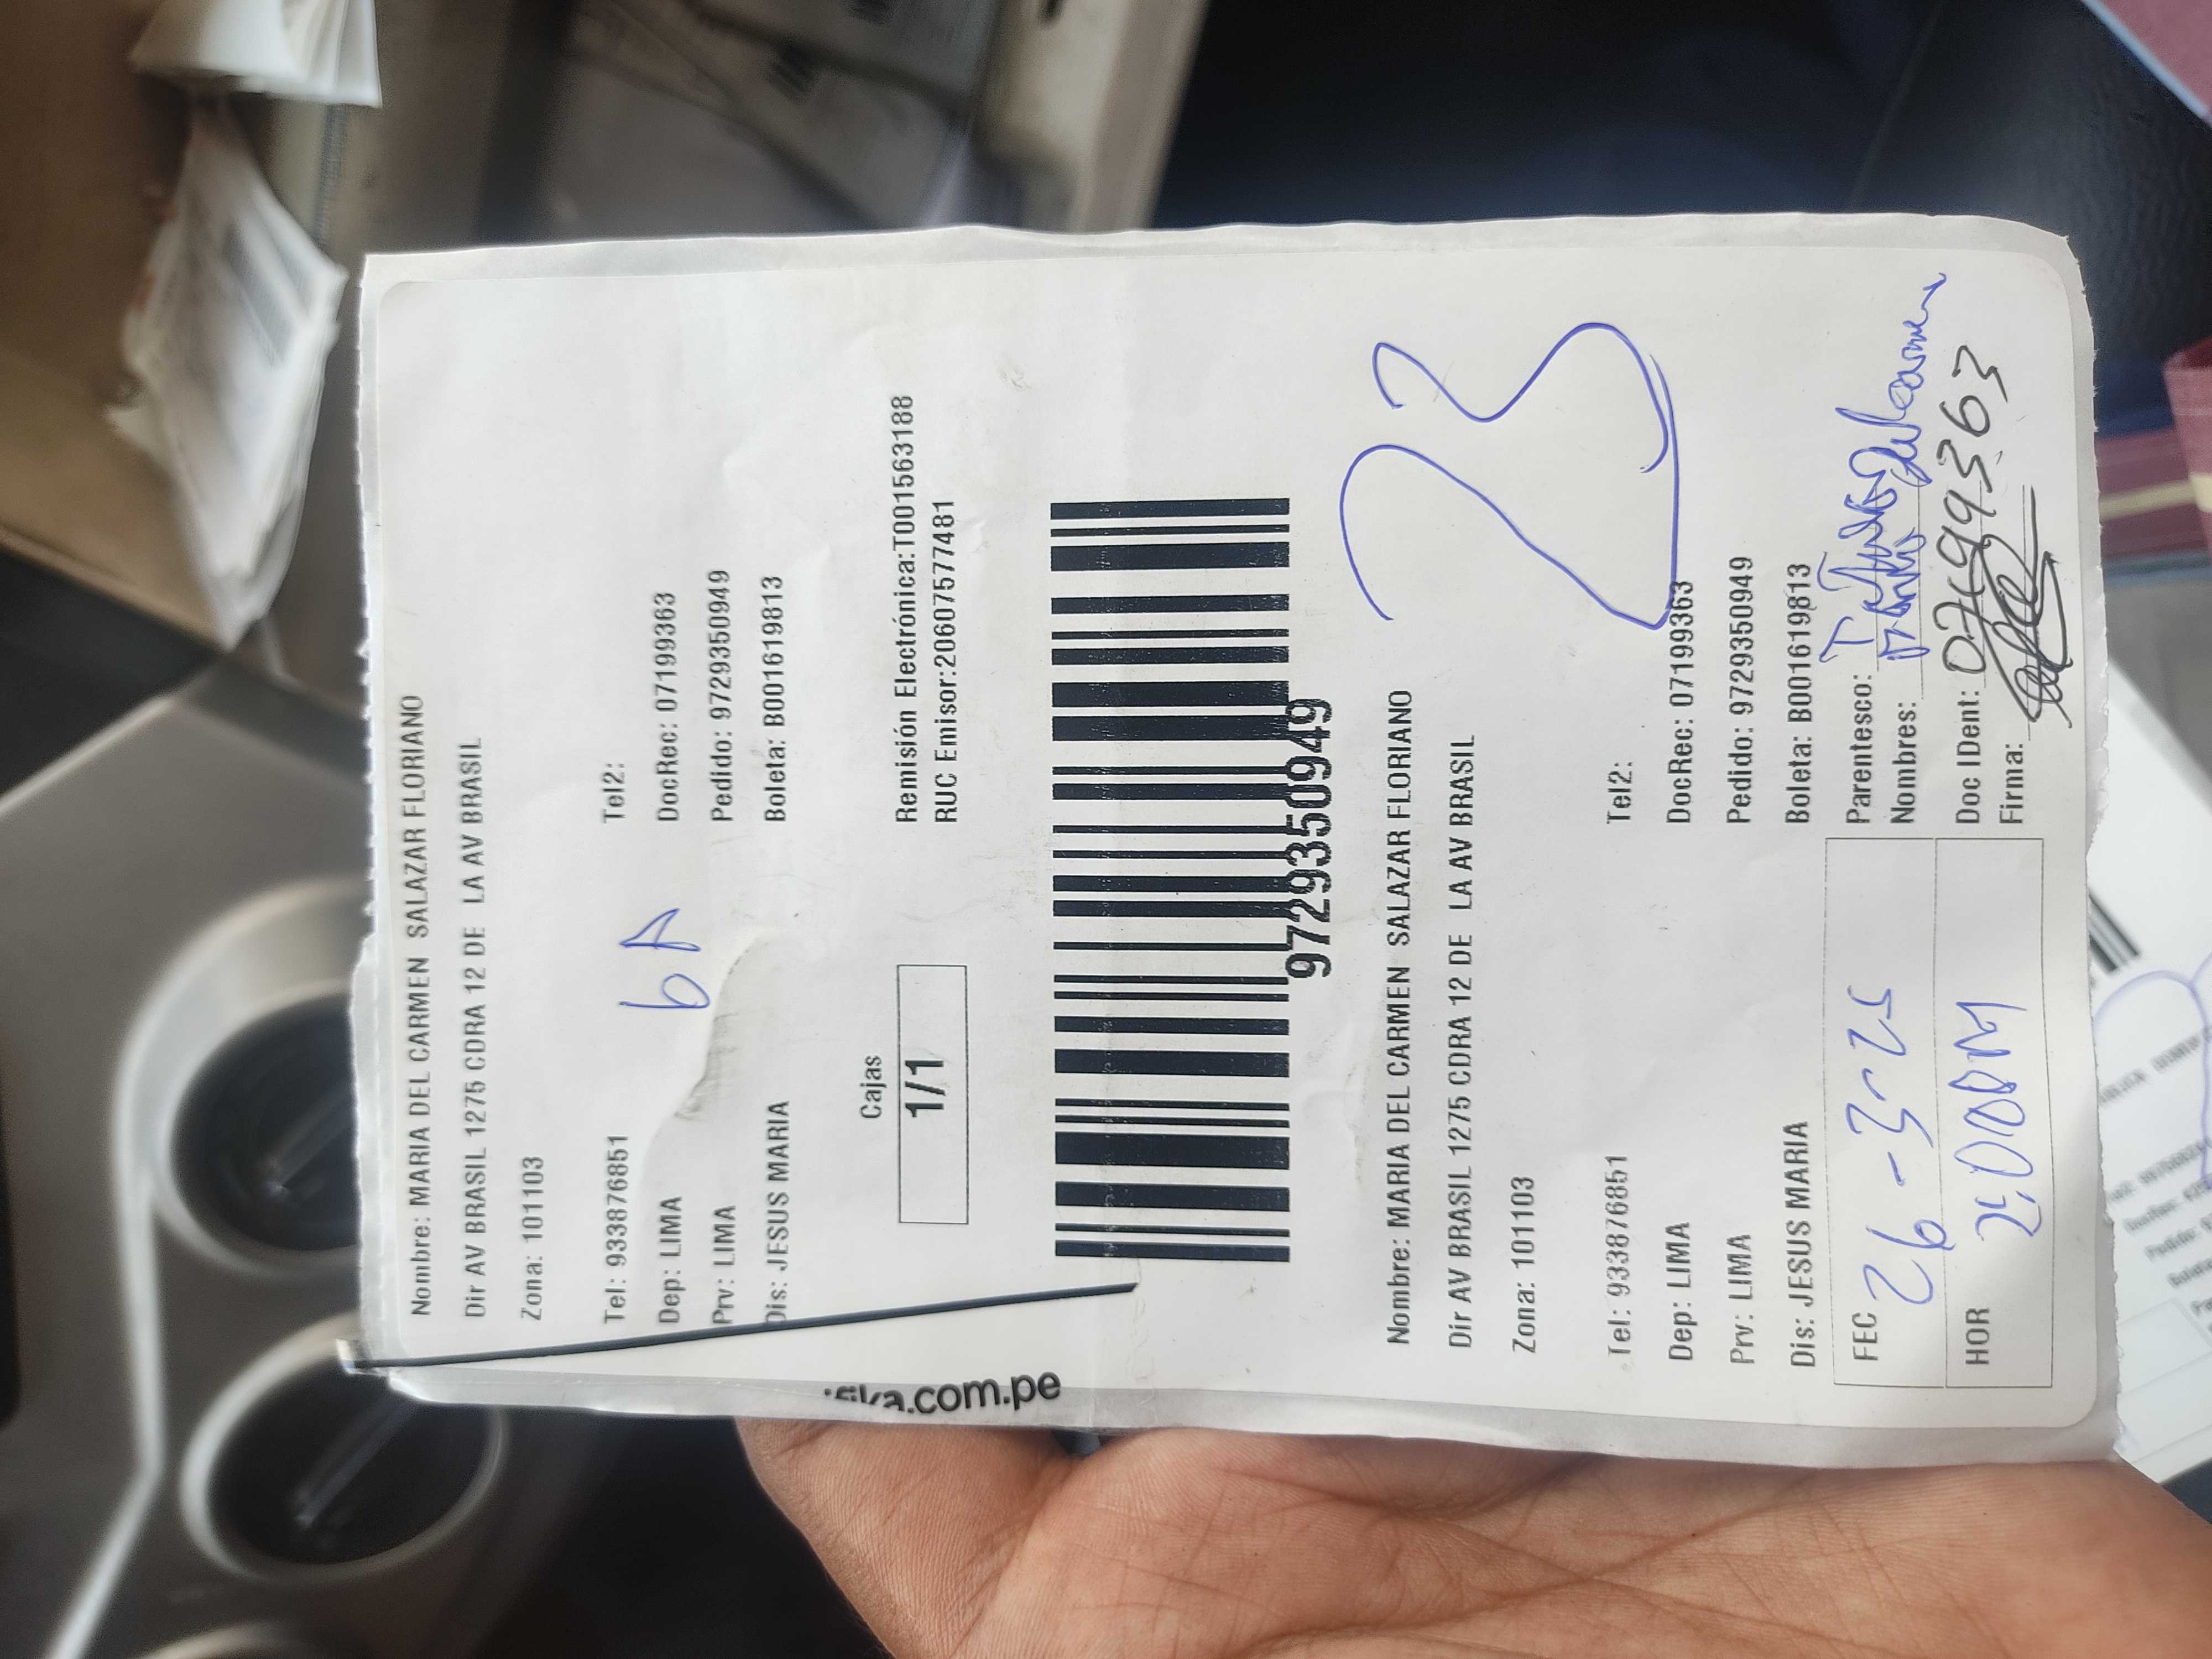 Nombre: MARIA DEL CARMEN  SALAZAR FLORIANO
Dir AV BRASIL 1275 CDRA 12 DE  LA AV BRASIL
Zona: 101103
Tel: 933876851 Tel2:
Dep: LIMA 6A DocRec: 07199363
Prv: LIMA Pedido: 9729350949
Dis: JESUS MARIA Boleta: B001619813
Cajas
1/1
Remisión Electrónica:T001563188
RUC Emisor:20607577481
.com.pe
9729350949
23
Nombre: MARIA DEL CARMEN  SALAZAR FLORIANO
Dir AV BRASIL 1275 CDRA 12 DE  LA AV BRASIL
Zona: 101103
Tel: 933876851 Tel2:
Dep: LIMA DocRec: 07199363
Prv: LIMA Pedido: 9729350949
Dis: JESUS MARIA Boleta: B001619813
FEC 26-3-25 Parentesco:
Nombres:
HOR Doc IDent: 07199363
Firma: